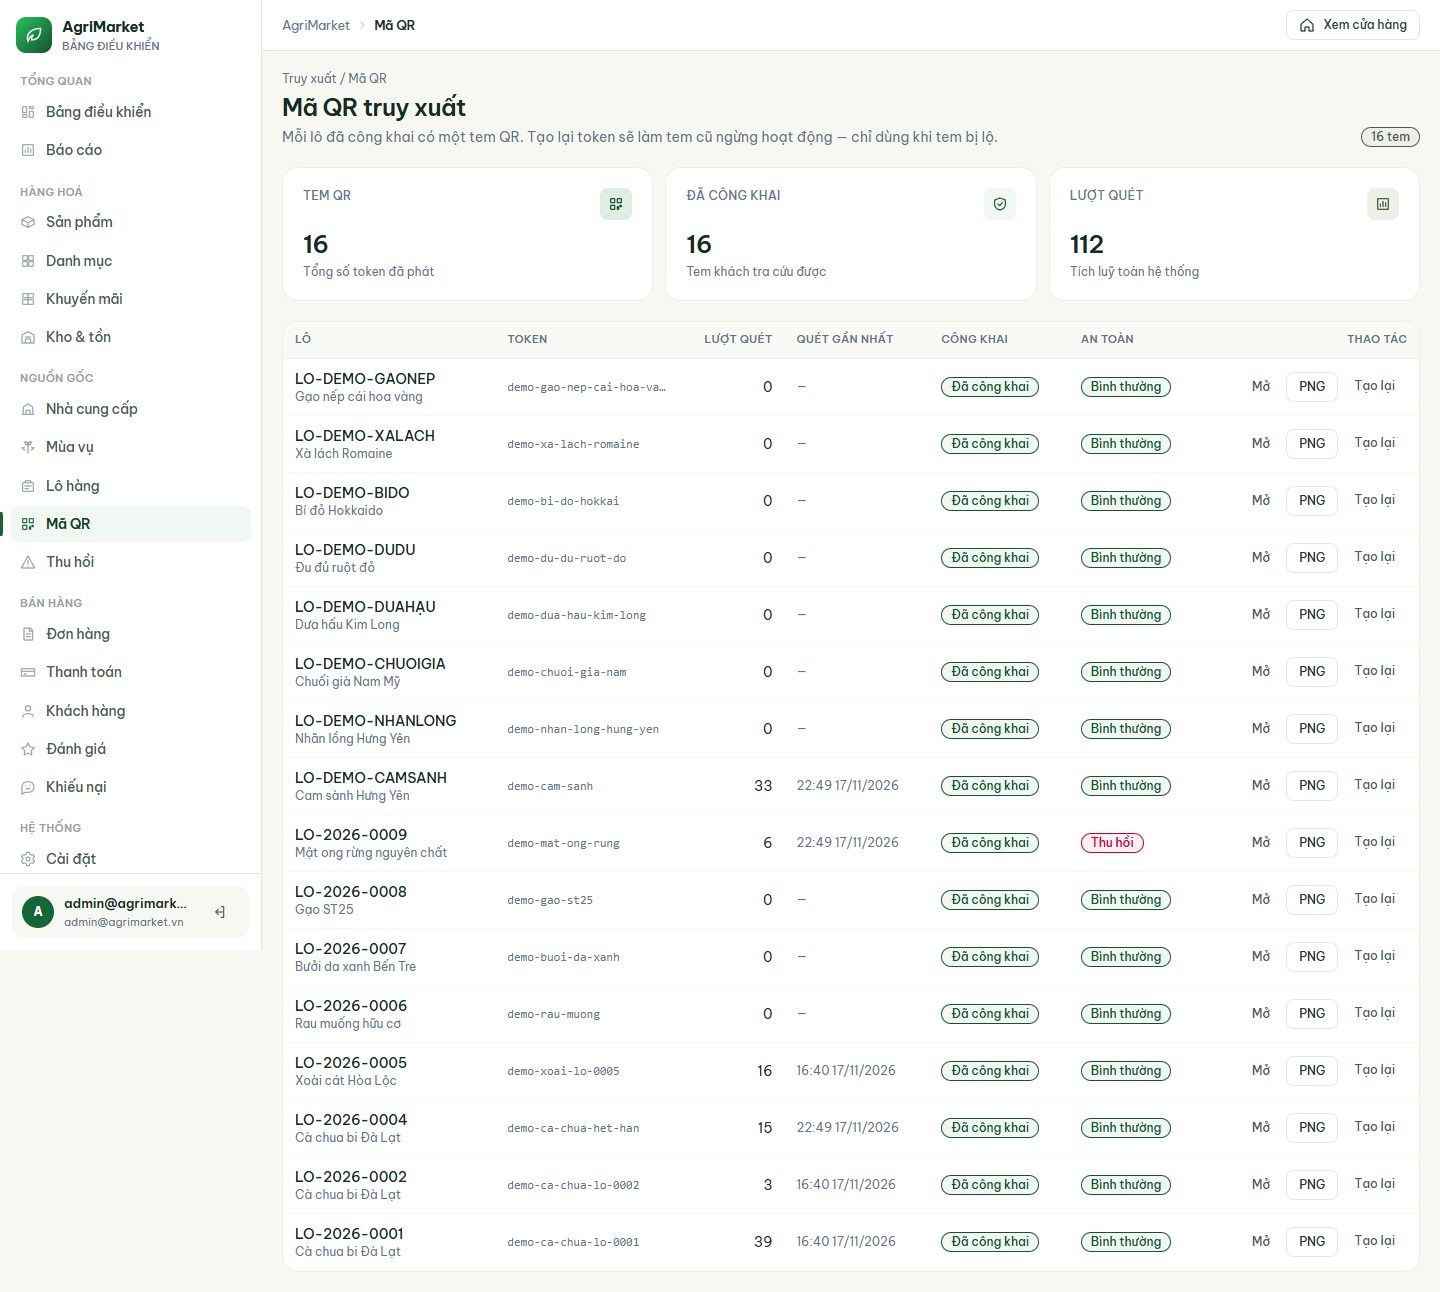 AgriMarket
BẢNG ĐIỀU KHIỂN
TỔNG QUAN
Bảng điều khiển
Báo cáo
HÀNG HOÁ
Sản phẩm
Danh mục
Khuyến mãi
Kho & tồn
NGUỒN GỐC
Nhà cung cấp
Mùa vụ
Lô hàng
Mã QR
Thu hồi
BÁN HÀNG
Đơn hàng
Thanh toán
Khách hàng
Đánh giá
Khiếu nại
HỆ THỐNG
Cài đặt
A
admin@agrimark...
admin@agrimarket.vn
AgriMarket > Mã QR
Xem cửa hàng
Truy xuất / Mã QR
Mã QR truy xuất
Mỗi lô đã công khai có một tem QR. Tạo lại token sẽ làm tem cũ ngừng hoạt động — chỉ dùng khi tem bị lộ.
16 tem
TEM QR
16
Tổng số token đã phát
ĐÃ CÔNG KHAI
16
Tem khách tra cứu được
LƯỢT QUÉT
112
Tích luỹ toàn hệ thống
LÔ TOKEN LƯỢT QUÉT QUÉT GẦN NHẤT CÔNG KHAI AN TOÀN THAO TÁC
LO-DEMO-GAONEP demo-gao-nep-cai-hoa-va… 0 — Đã công khai Bình thường Mở PNG Tạo lại
Gạo nếp cái hoa vàng
LO-DEMO-XALACH demo-xa-lach-romaine 0 — Đã công khai Bình thường Mở PNG Tạo lại
Xà lách Romaine
LO-DEMO-BIDO demo-bi-do-hokkai 0 — Đã công khai Bình thường Mở PNG Tạo lại
Bí đỏ Hokkaido
LO-DEMO-DUDU demo-du-du-ruot-do 0 — Đã công khai Bình thường Mở PNG Tạo lại
Đu đủ ruột đỏ
LO-DEMO-DUAHẠU demo-dua-hau-kim-long 0 — Đã công khai Bình thường Mở PNG Tạo lại
Dưa hấu Kim Long
LO-DEMO-CHUOIGIA demo-chuoi-gia-nam 0 — Đã công khai Bình thường Mở PNG Tạo lại
Chuối già Nam Mỹ
LO-DEMO-NHANLONG demo-nhan-long-hung-yen 0 — Đã công khai Bình thường Mở PNG Tạo lại
Nhãn lồng Hưng Yên
LO-DEMO-CAMSANH demo-cam-sanh 33 22:49 17/11/2026 Đã công khai Bình thường Mở PNG Tạo lại
Cam sành Hưng Yên
LO-2026-0009 demo-mat-ong-rung 6 22:49 17/11/2026 Đã công khai Thu hồi Mở PNG Tạo lại
Mật ong rừng nguyên chất
LO-2026-0008 demo-gao-st25 0 — Đã công khai Bình thường Mở PNG Tạo lại
Gạo ST25
LO-2026-0007 demo-buoi-da-xanh 0 — Đã công khai Bình thường Mở PNG Tạo lại
Bưởi da xanh Bến Tre
LO-2026-0006 demo-rau-muong 0 — Đã công khai Bình thường Mở PNG Tạo lại
Rau muống hữu cơ
LO-2026-0005 demo-xoai-lo-0005 16 16:40 17/11/2026 Đã công khai Bình thường Mở PNG Tạo lại
Xoài cát Hòa Lộc
LO-2026-0004 demo-ca-chua-het-han 15 22:49 17/11/2026 Đã công khai Bình thường Mở PNG Tạo lại
Cà chua bi Đà Lạt
LO-2026-0002 demo-ca-chua-lo-0002 3 16:40 17/11/2026 Đã công khai Bình thường Mở PNG Tạo lại
Cà chua bi Đà Lạt
LO-2026-0001 demo-ca-chua-lo-0001 39 16:40 17/11/2026 Đã công khai Bình thường Mở PNG Tạo lại
Cà chua bi Đà Lạt